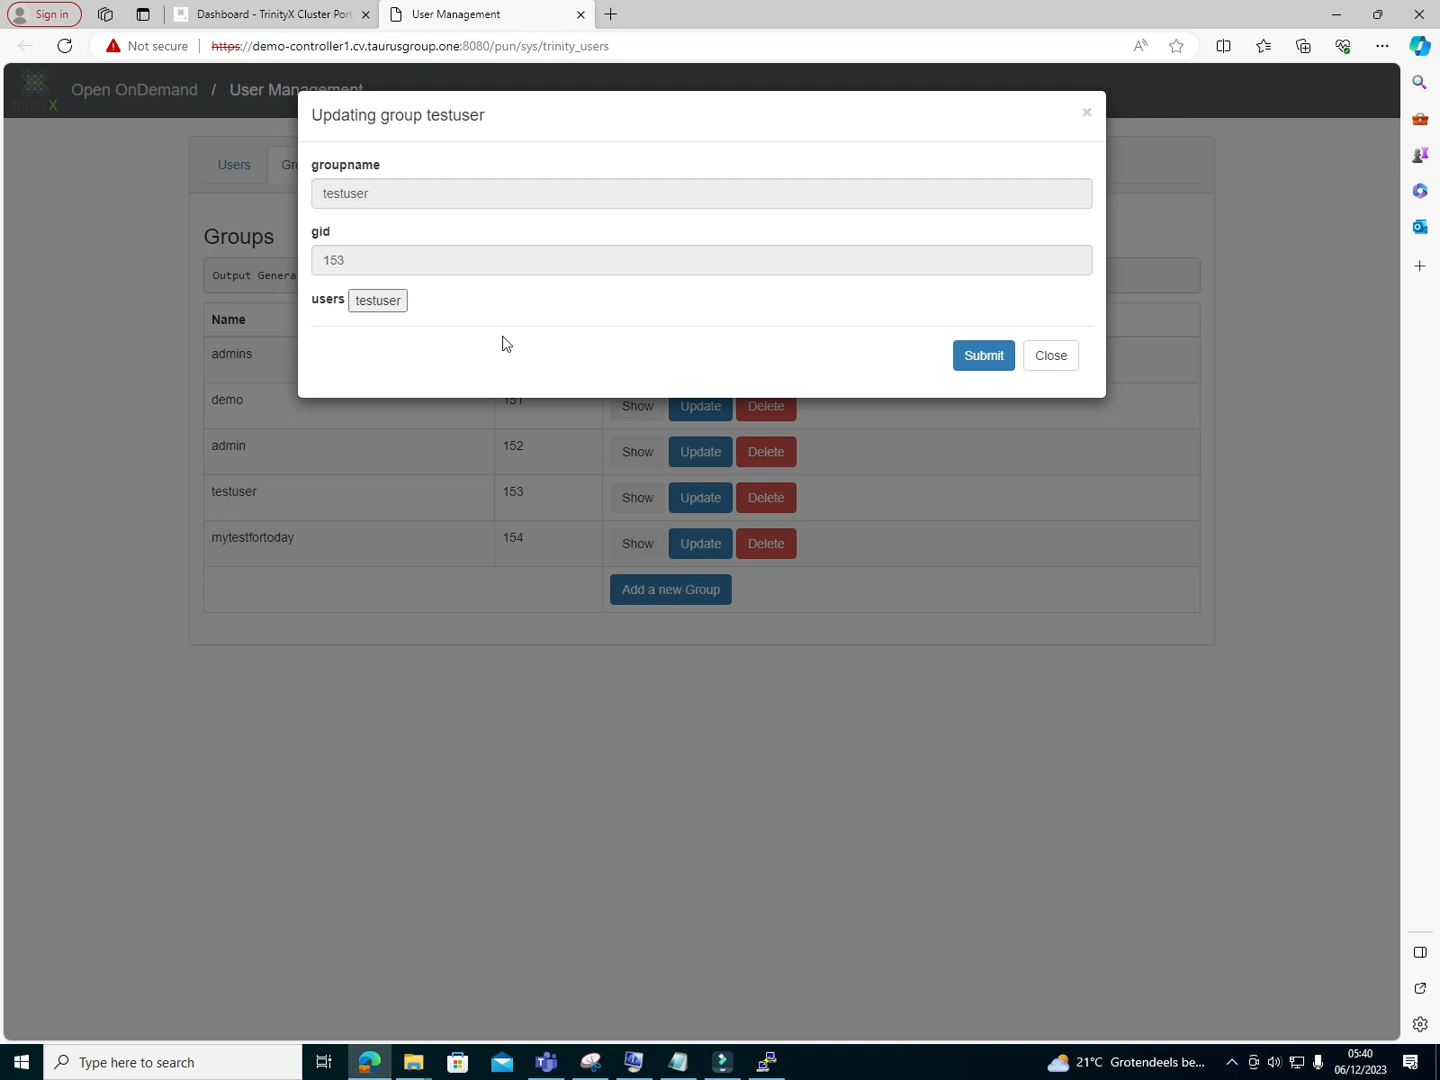 Sign in
Dashboard - TrinityX Cluster Port
User Management
Not secure
https://demo-controller1.cv.taurusgroup.one:8080/pun/sys/trinity_users
trinityX
Open OnDemand / User Management
Updating group testuser
×
groupname
testuser
gid
153
users testuser
Submit Close
Users
Gro
Groups
Output Genera
Name
admins
demo 151 Show Update Delete
admin 152 Show Update Delete
testuser 153 Show Update Delete
mytestfortoday 154 Show Update Delete
Add a new Group
Type here to search
21°C Grotendeels be...
05:40
06/12/2023